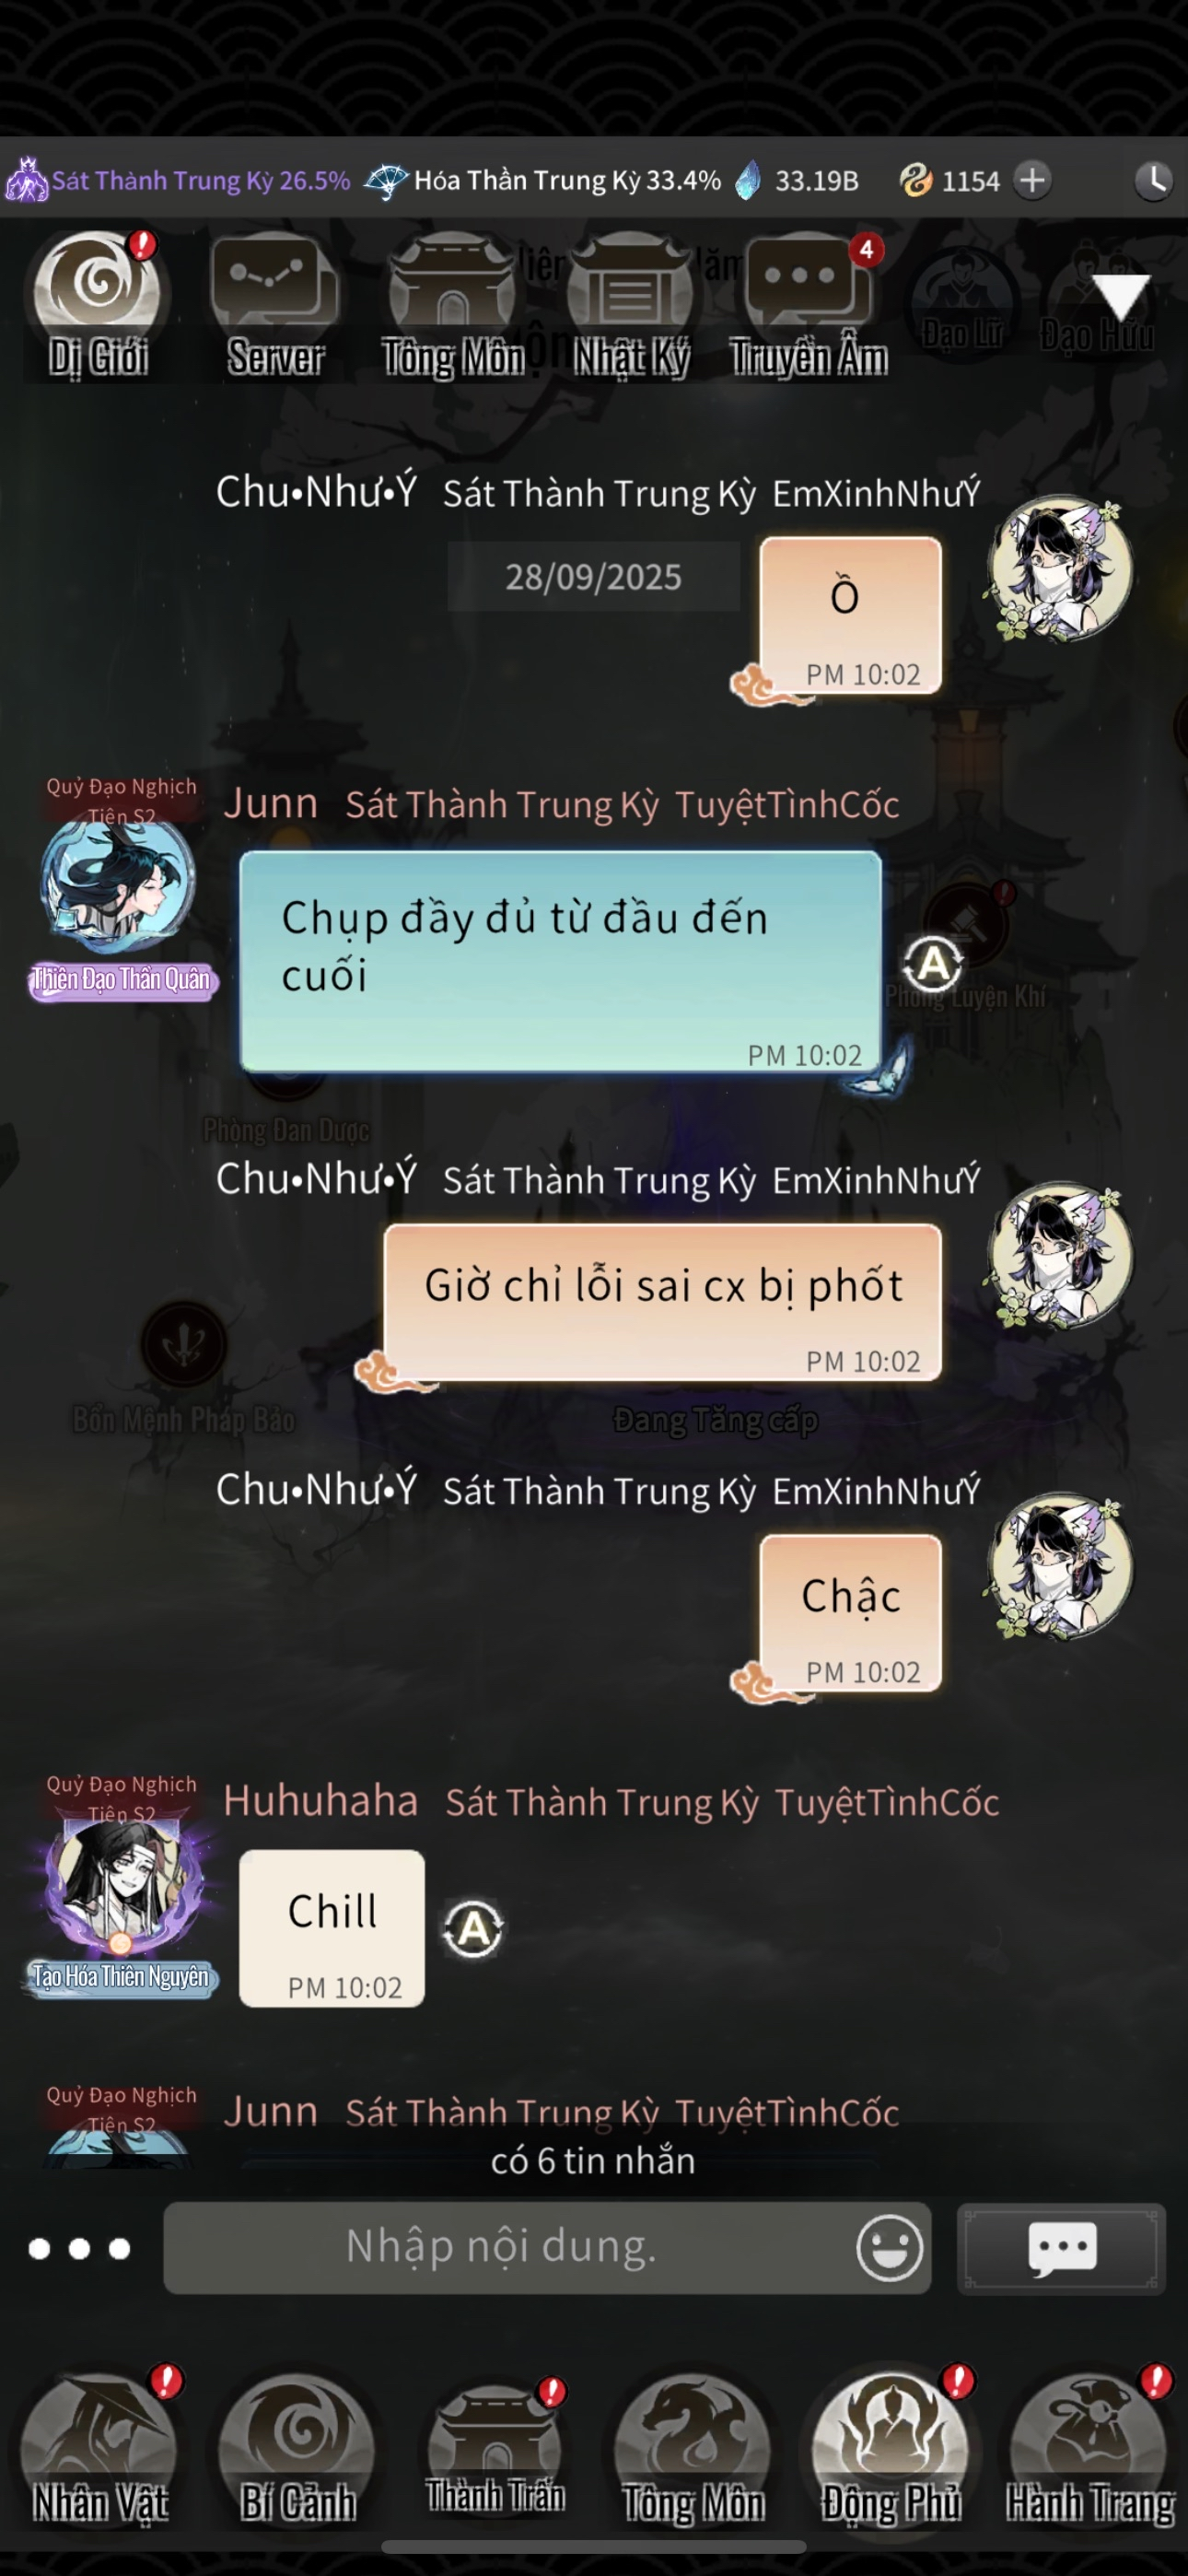 Sát Thành Trung Kỳ 26.5% Hóa Thần Trung Kỳ 33.4% 33.19B 1154
4
Dị Giới Server Tông Môn Nhật Ký Truyền Âm Đạo Lữ Đạo Hữu
Chu•Như•Ý Sát Thành Trung Kỳ EmXinhNhưÝ
28/09/2025
Ồ
PM 10:02
Quỷ Đạo Nghịch
Tiên S2
Junn Sát Thành Trung Kỳ TuyệtTìnhCốc
Chụp đầy đủ từ đầu đến
cuối
PM 10:02
Thiên Đạo Thần Quân
A
Phòng Luyện Khí
Phòng Đan Dược
Chu•Như•Ý Sát Thành Trung Kỳ EmXinhNhưÝ
Giờ chỉ lỗi sai cx bị phốt
PM 10:02
Bổn Mệnh Pháp Bảo
Đang Tăng cấp
Chu•Như•Ý Sát Thành Trung Kỳ EmXinhNhưÝ
Chậc
PM 10:02
Quỷ Đạo Nghịch
Tiên S2
Huhuhaha Sát Thành Trung Kỳ TuyệtTìnhCốc
Chill
PM 10:02
A
Tạo Hóa Thiên Nguyên
Quỷ Đạo Nghịch
Tiên S2
Junn Sát Thành Trung Kỳ TuyệtTìnhCốc
có 6 tin nhắn
Nhập nội dung.
Nhân Vật Bí Cảnh Thành Trấn Tông Môn Động Phủ Hành Trang